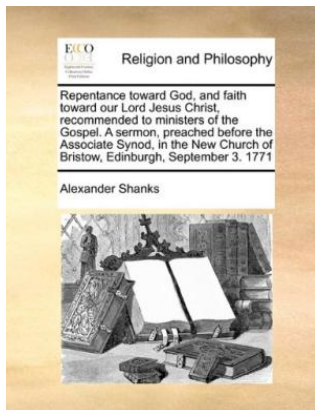 ECCO
Religion and Philosophy
Repentance toward God, and faith
toward our Lord Jesus Christ,
recommended to ministers of the
Gospel. A sermon, preached before the
Associate Synod, in the New Church of
Bristow, Edinburgh, September 3. 1771
Alexander Shanks